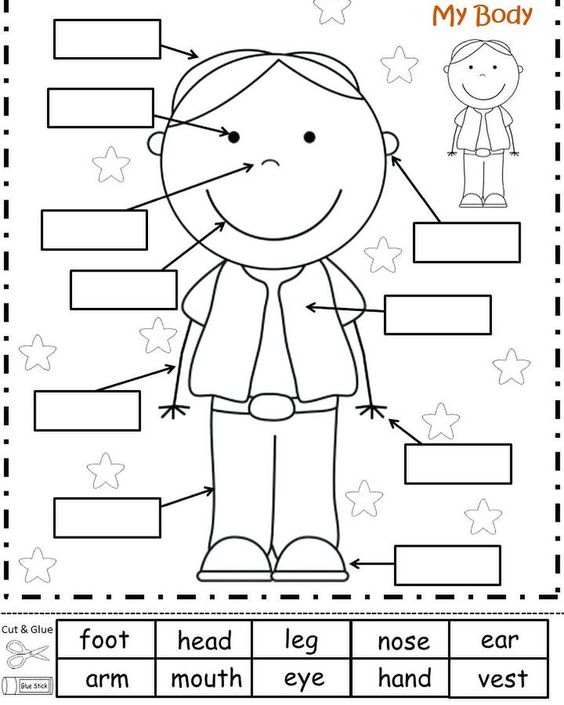 My Body
Cut & Glue
foot head leg nose ear
Glue Stick
arm mouth eye hand vest